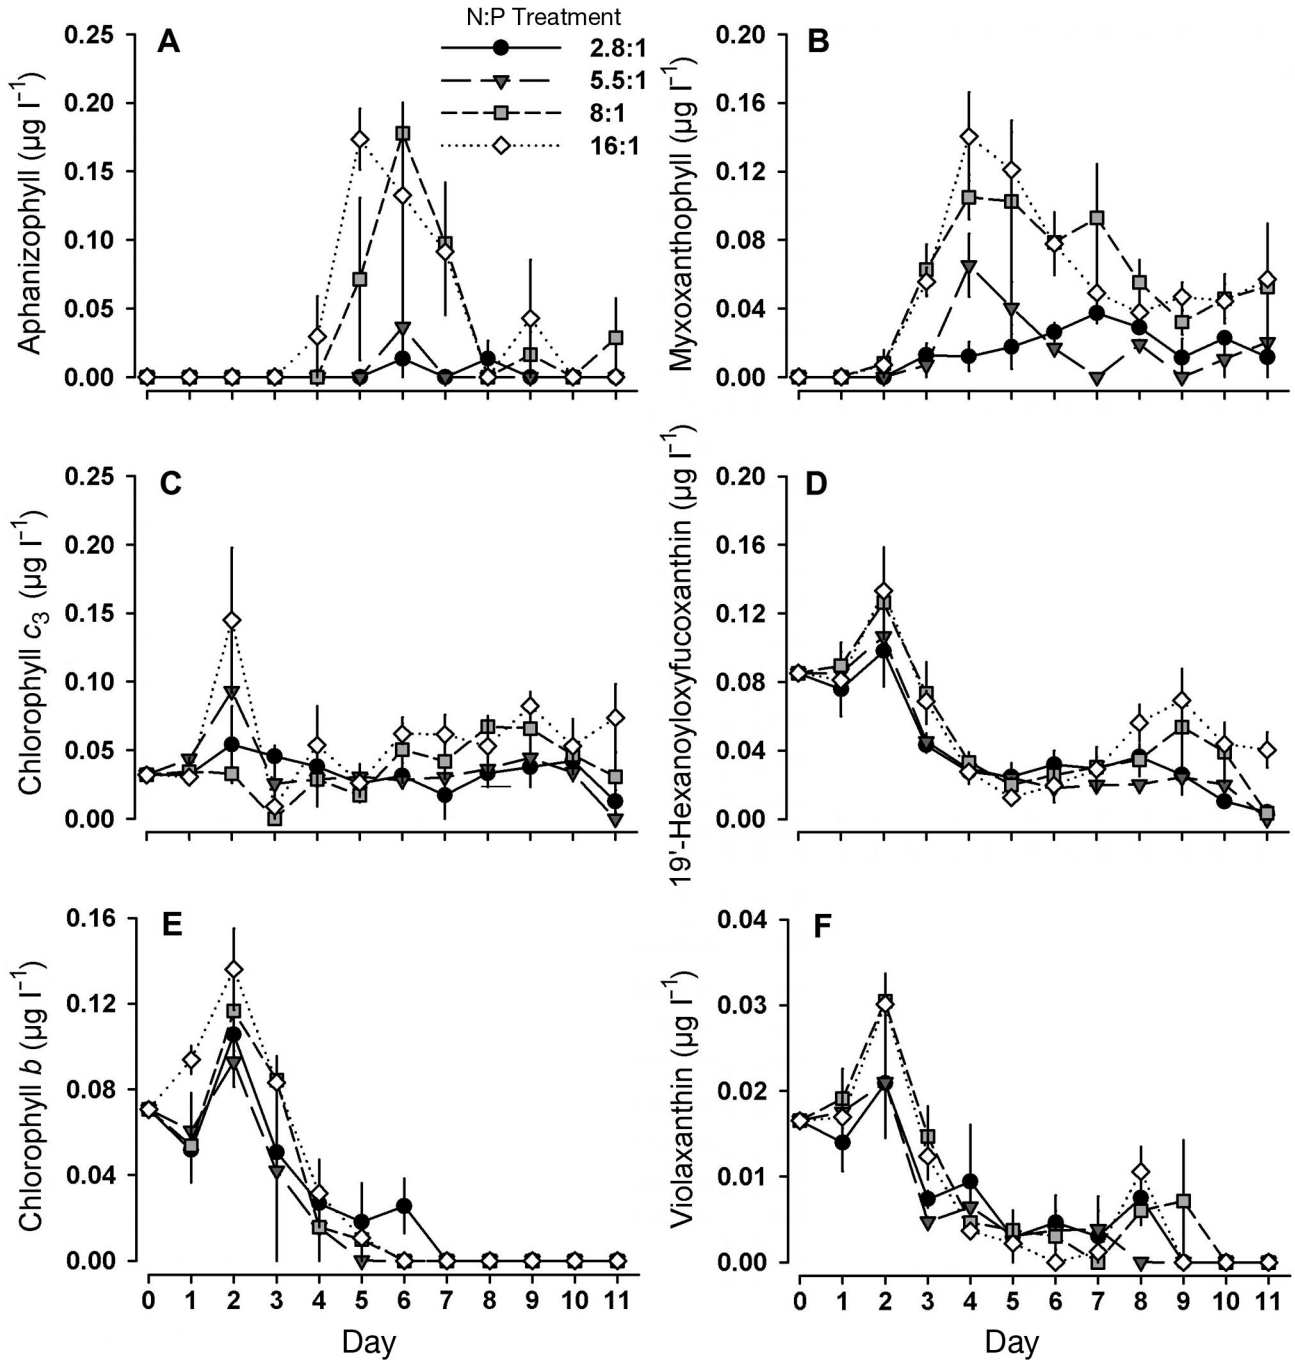 N:P Treatment
2.8:1
5.5:1
8:1
16:1
A
Aphanizophyll (µg l⁻¹)
0.25
0.20
0.15
0.10
0.05
0.00
B
Myxoxanthophyll (µg l⁻¹)
0.20
0.16
0.12
0.08
0.04
0.00
C
Chlorophyll c₃ (µg l⁻¹)
0.25
0.20
0.15
0.10
0.05
0.00
D
19'-Hexanoyloxyfucoxanthin (µg l⁻¹)
0.20
0.16
0.12
0.08
0.04
0.00
E
Chlorophyll b (µg l⁻¹)
0.16
0.12
0.08
0.04
0.00
0 1 2 3 4 5 6 7 8 9 10 11
Day
F
Violaxanthin (µg l⁻¹)
0.04
0.03
0.02
0.01
0.00
0 1 2 3 4 5 6 7 8 9 10 11
Day